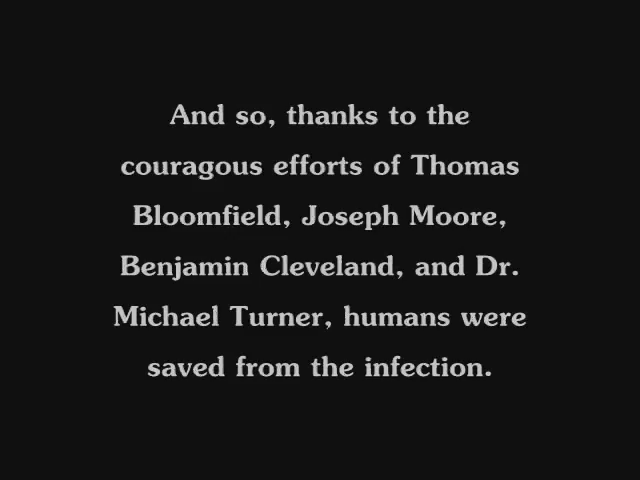 And so, thanks to the
couragous efforts of Thomas
Bloomfield, Joseph Moore,
Benjamin Cleveland, and Dr.
Michael Turner, humans were
saved from the infection.